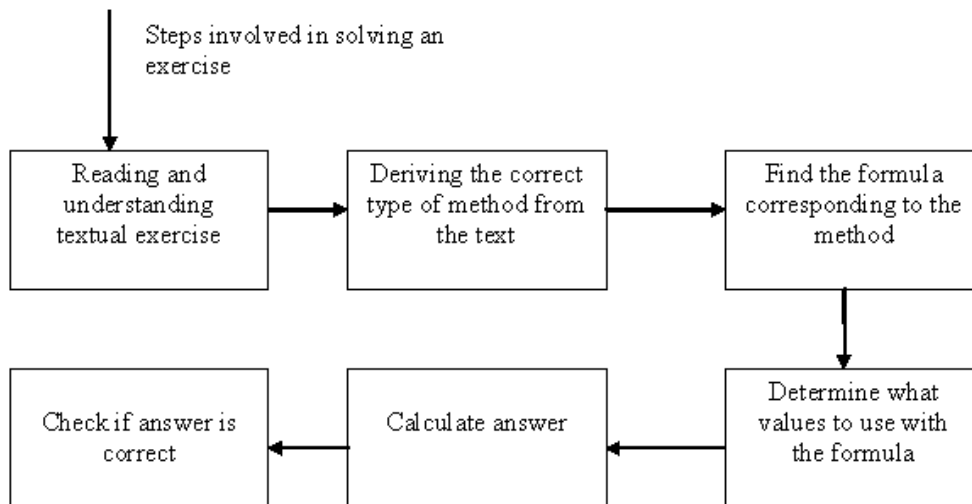 Steps involved in solving an
exercise
Reading and
understanding
textual exercise
Deriving the correct
type of method from
the text
Find the formula
corresponding to the
method
Determine what
values to use with
the formula
Calculate answer
Check if answer is
correct